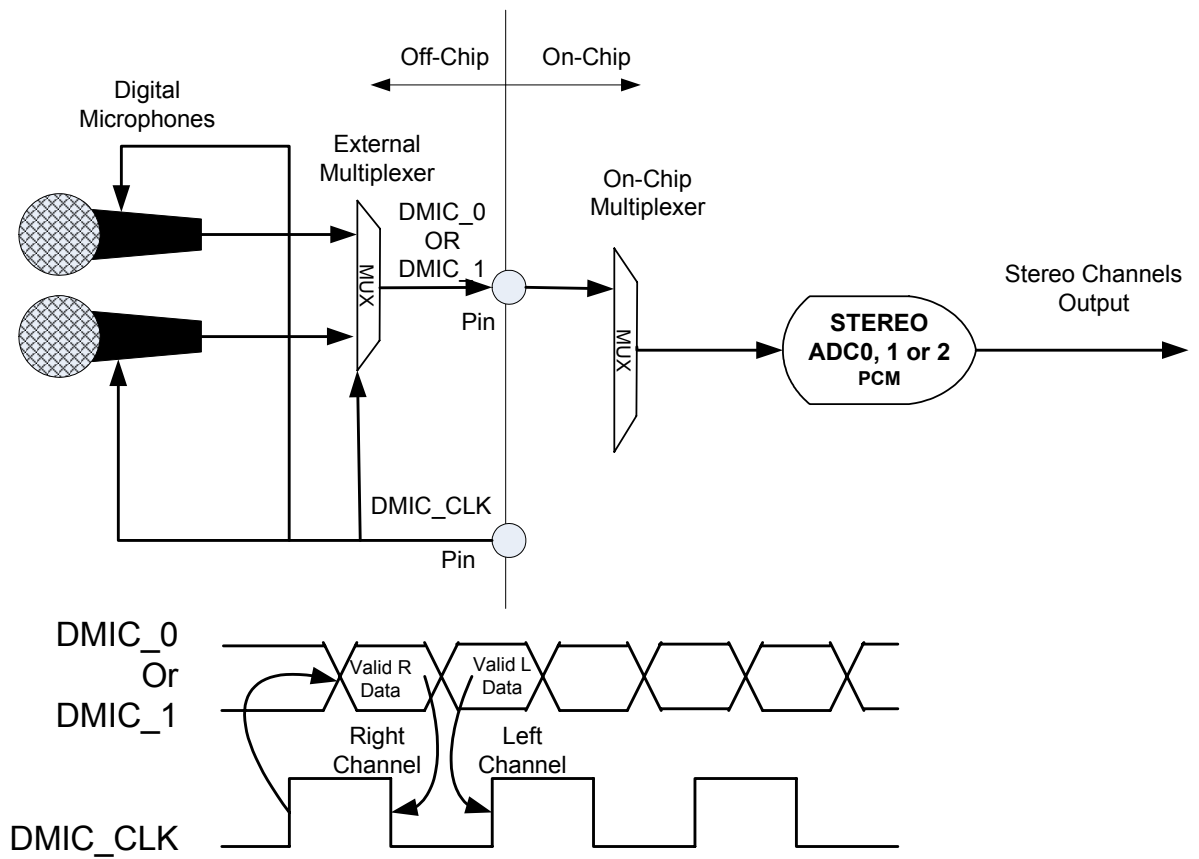 Off-Chip
On-Chip
Digital
Microphones
External
Multiplexer
DMIC_0
OR
DMIC_1
MUX
Pin
On-Chip
Multiplexer
MUX
STEREO
ADC0, 1 or 2
PCM
Stereo Channels
Output
DMIC_CLK
Pin
DMIC_0
Or
DMIC_1
Valid R
Data
Valid L
Data
Right
Channel
Left
Channel
DMIC_CLK